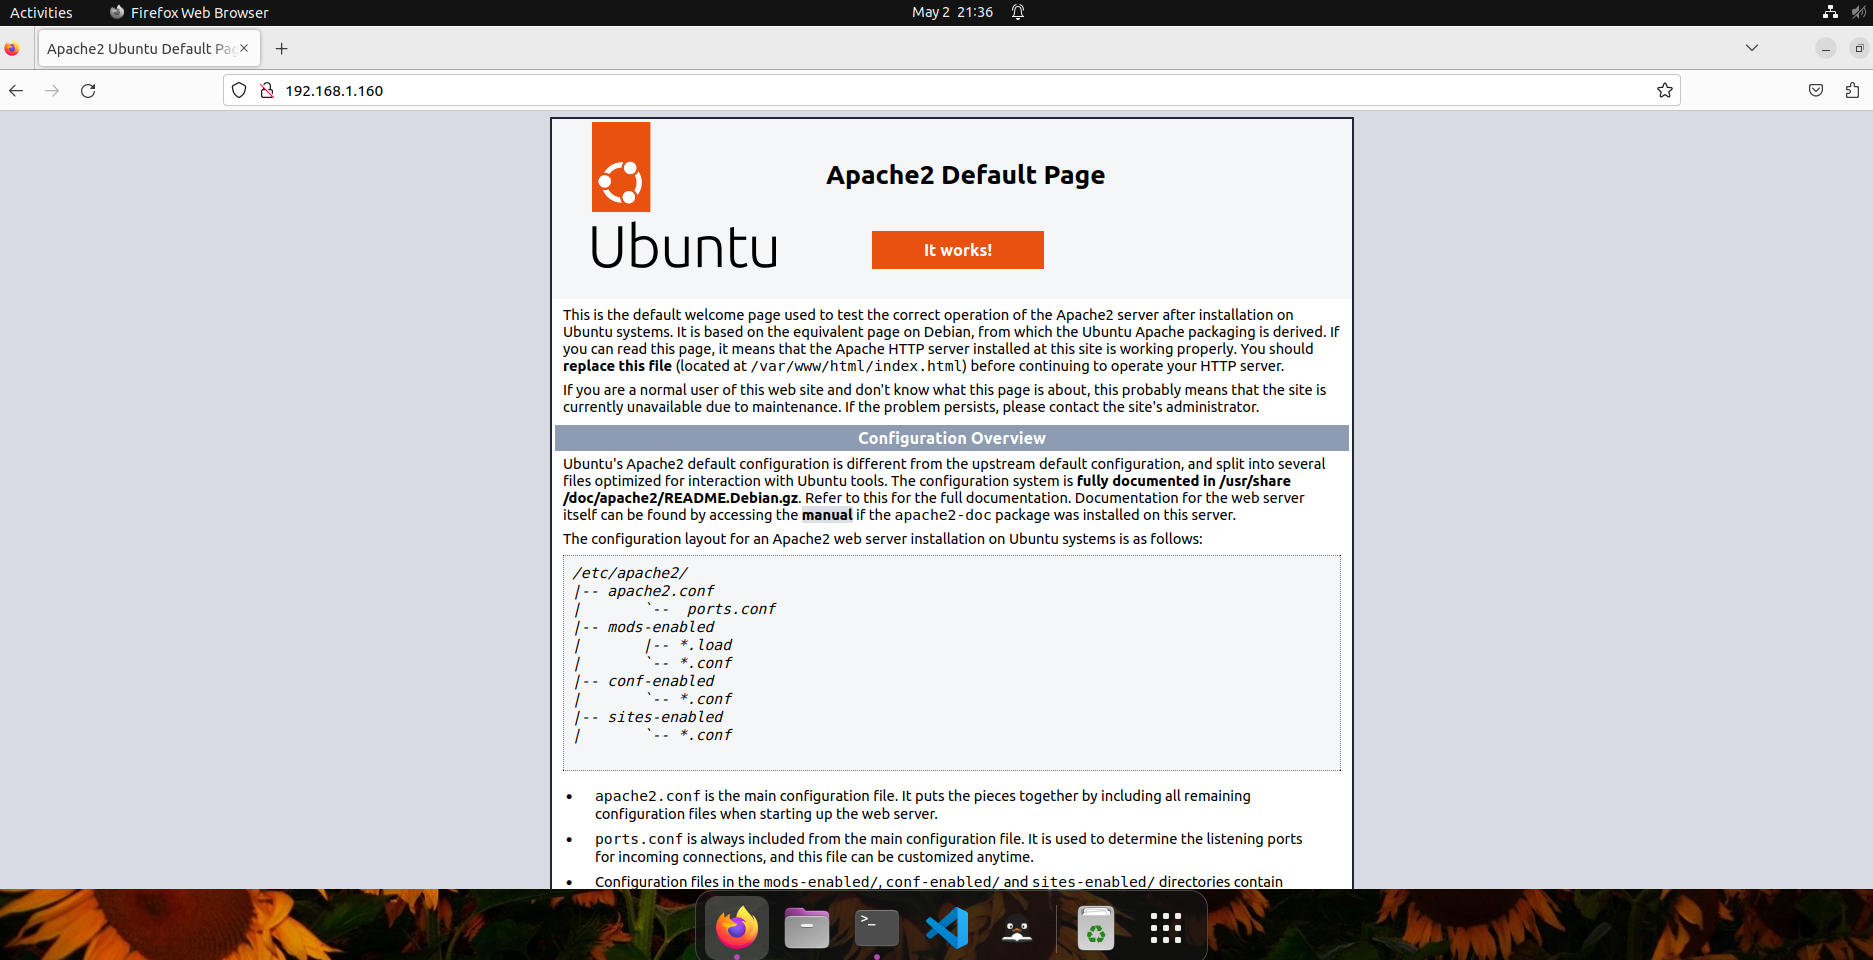 Activities Firefox Web Browser May 2 21:36
Apache2 Ubuntu Default Pag
192.168.1.160
Apache2 Default Page
Ubuntu
It works!
This is the default welcome page used to test the correct operation of the Apache2 server after installation on
Ubuntu systems. It is based on the equivalent page on Debian, from which the Ubuntu Apache packaging is derived. If
you can read this page, it means that the Apache HTTP server installed at this site is working properly. You should
replace this file (located at /var/www/html/index.html) before continuing to operate your HTTP server.
If you are a normal user of this web site and don't know what this page is about, this probably means that the site is
currently unavailable due to maintenance. If the problem persists, please contact the site's administrator.
Configuration Overview
Ubuntu's Apache2 default configuration is different from the upstream default configuration, and split into several
files optimized for interaction with Ubuntu tools. The configuration system is fully documented in /usr/share
/doc/apache2/README.Debian.gz. Refer to this for the full documentation. Documentation for the web server
itself can be found by accessing the manual if the apache2-doc package was installed on this server.
The configuration layout for an Apache2 web server installation on Ubuntu systems is as follows:
/etc/apache2/
|-- apache2.conf
|       `--  ports.conf
|-- mods-enabled
|       |-- *.load
|       `-- *.conf
|-- conf-enabled
|       `-- *.conf
|-- sites-enabled
|       `-- *.conf
• apache2.conf is the main configuration file. It puts the pieces together by including all remaining
configuration files when starting up the web server.
• ports.conf is always included from the main configuration file. It is used to determine the listening ports
for incoming connections, and this file can be customized anytime.
• Configuration files in the mods-enabled/, conf-enabled/ and sites-enabled/ directories contain